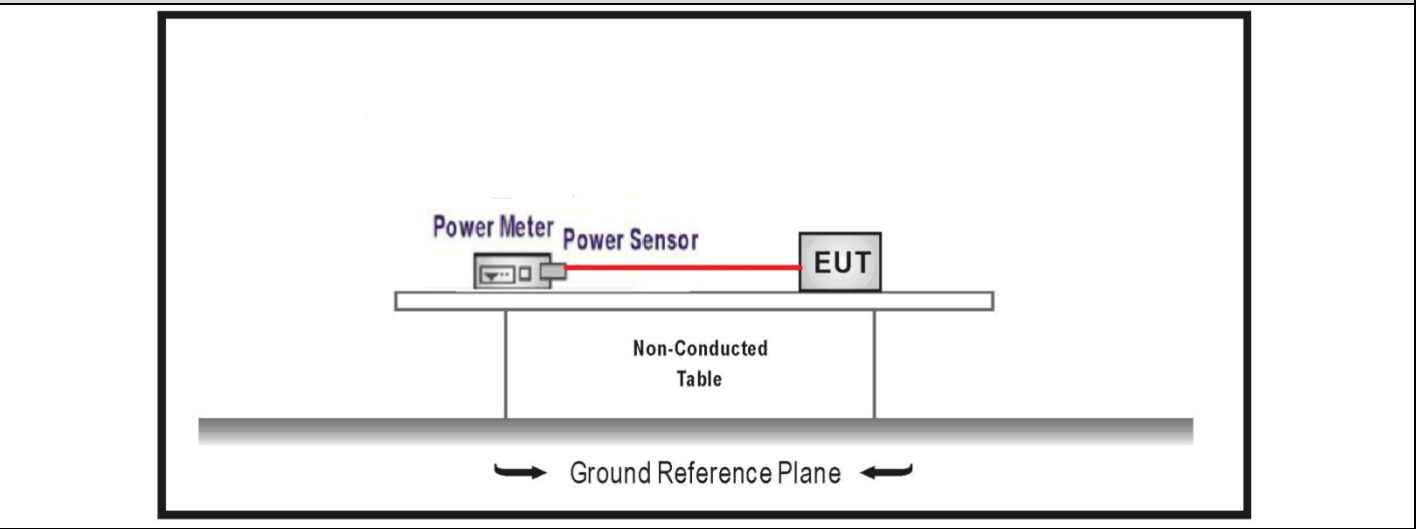 Power Meter
Power Sensor
EUT
Non-Conducted
Table
Ground Reference Plane